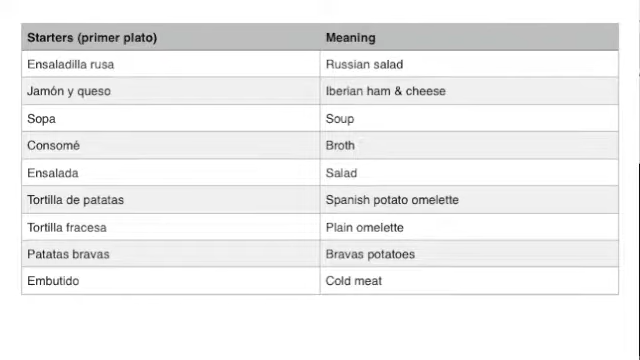 Starters (primer plato) Meaning
Ensaladilla rusa Russian salad
Jamón y queso Iberian ham & cheese
Sopa Soup
Consomé Broth
Ensalada Salad
Tortilla de patatas Spanish potato omelette
Tortilla fracesa Plain omelette
Patatas bravas Bravas potatoes
Embutido Cold meat